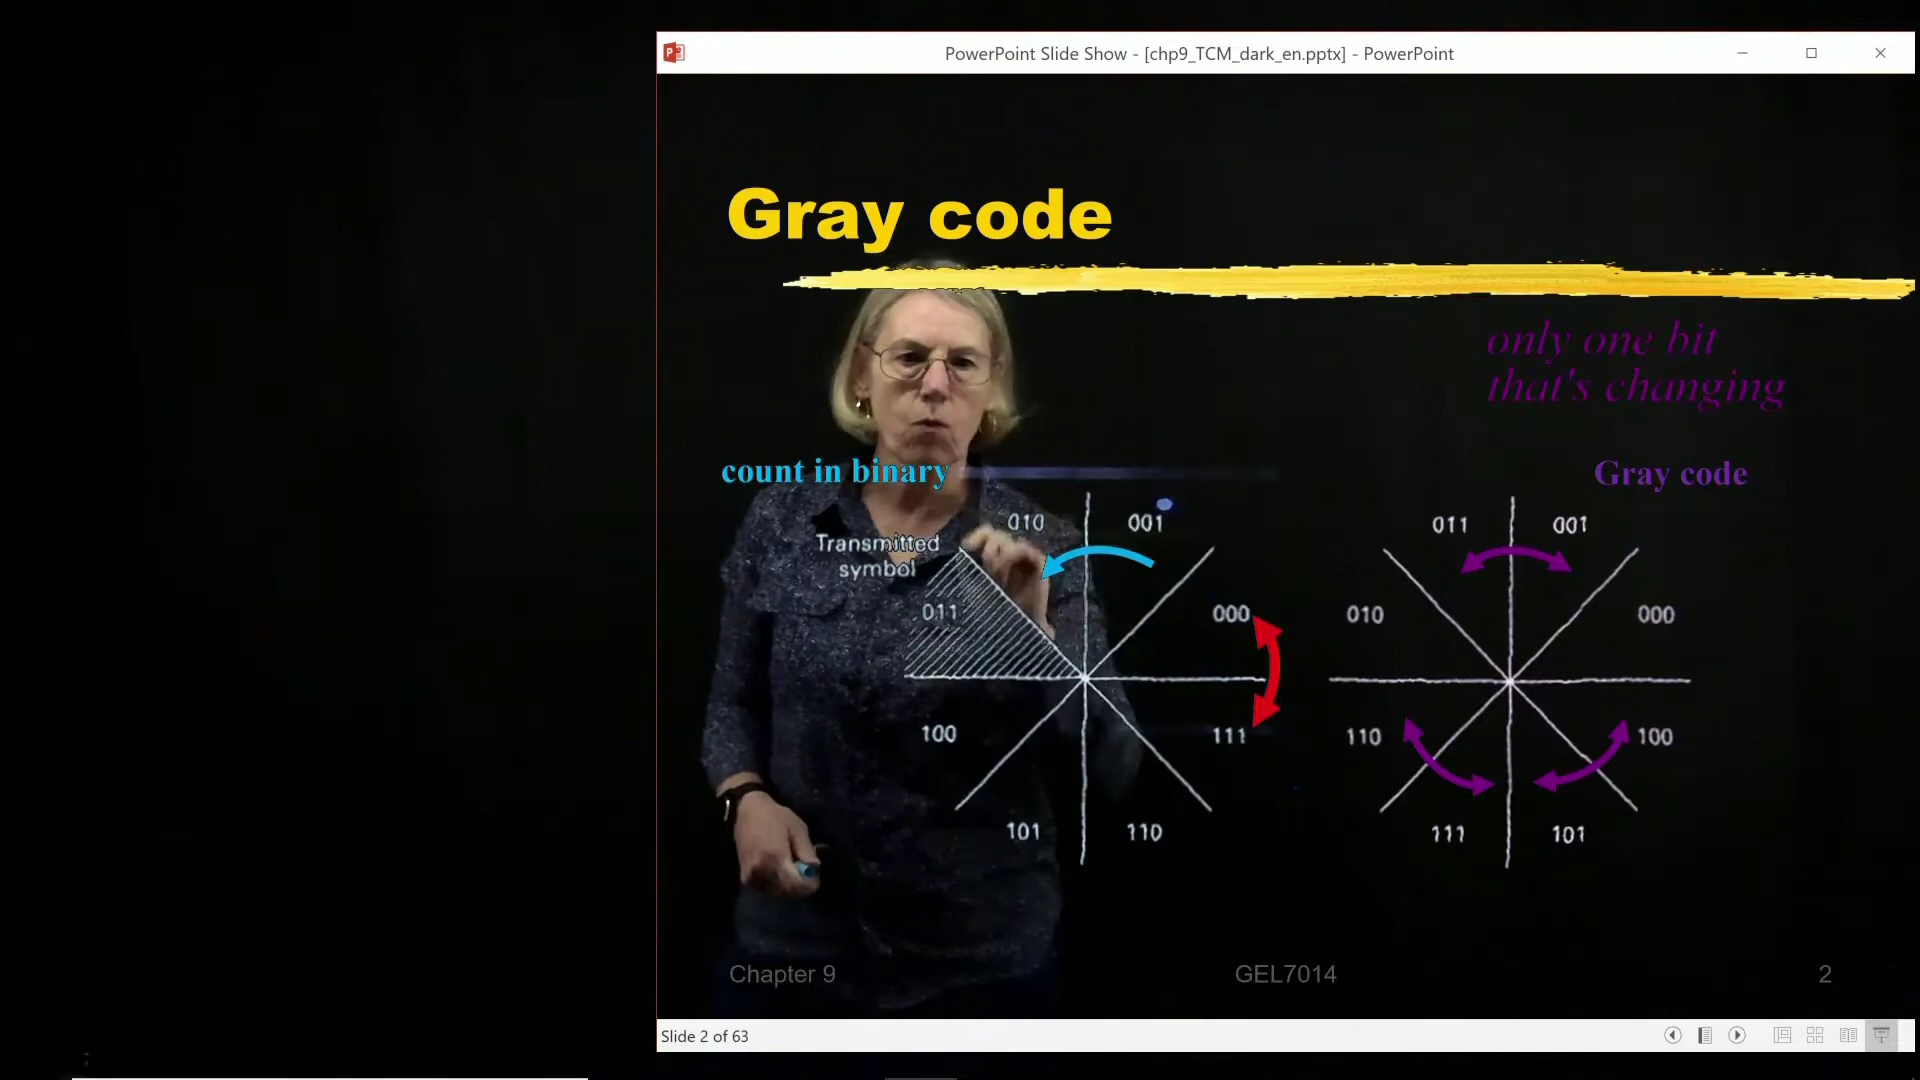 PowerPoint Slide Show - [chp9_TCM_dark_en.pptx] - PowerPoint
Gray code
only one bit
that's changing
count in binary
Gray code
010
001
Transmitted
symbol
011
000
100
111
101
110
011
001
010
000
110
100
111
101
Chapter 9
GEL7014
2
Slide 2 of 63